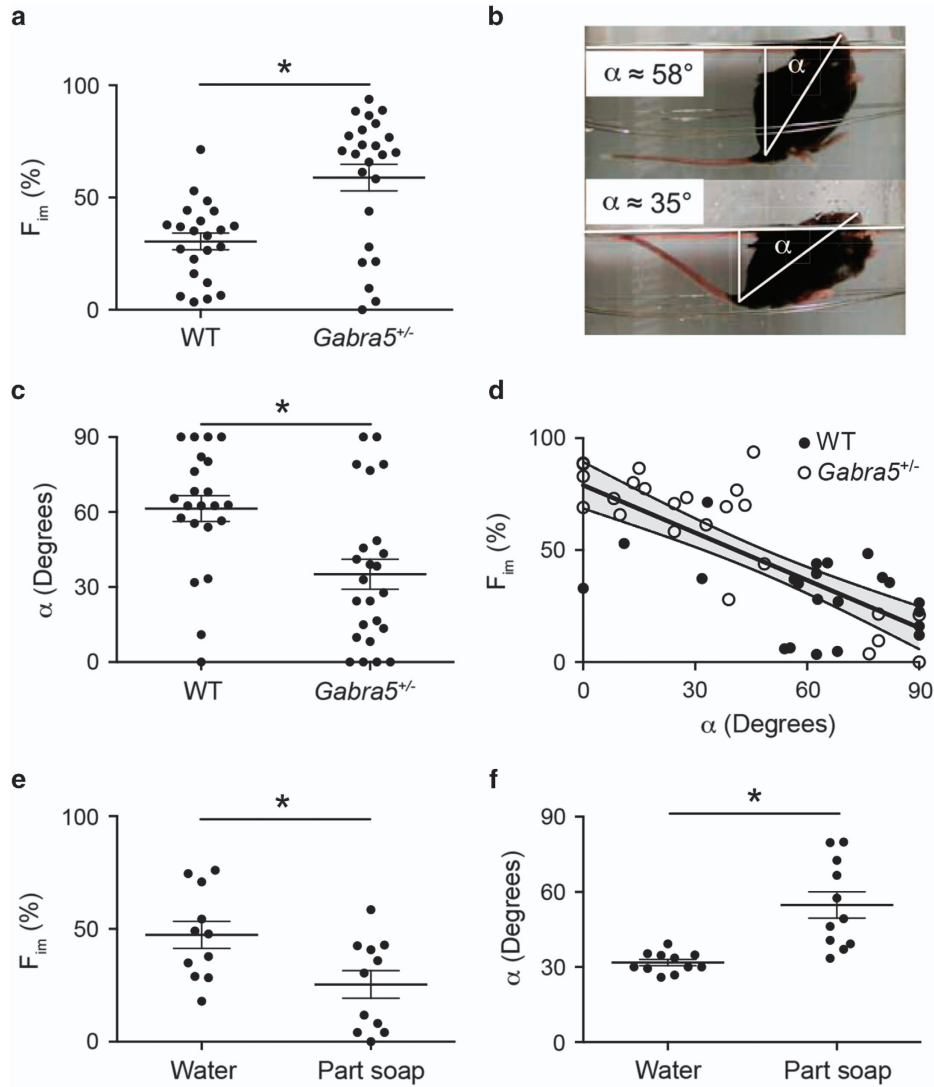 a
*
100
50
0
F_im (%)
WT
Gabra5+/-
b
α ≈ 58°
α
α ≈ 35°
α
c
*
90
60
30
0
α (Degrees)
WT
Gabra5+/-
d
WT
Gabra5+/-
100
50
0
F_im (%)
0 30 60 90
α (Degrees)
e
*
100
50
0
F_im (%)
Water
Part soap
f
*
90
60
30
0
α (Degrees)
Water
Part soap